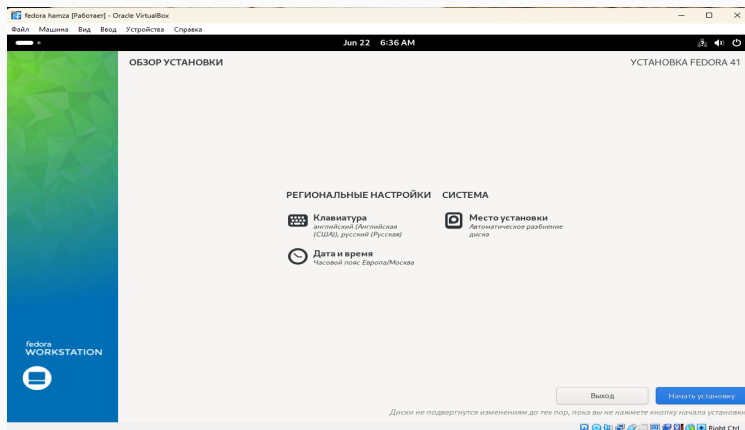 fedora hamza [Работает] - Oracle VirtualBox
Файл Машина Вид Ввод Устройства Справка
Jun 22 6:36 AM
ОБЗОР УСТАНОВКИ
УСТАНОВКА FEDORA 41
РЕГИОНАЛЬНЫЕ НАСТРОЙКИ
СИСТЕМА
Клавиатура
английский (Английская
(США)), русский (Русская)
Место установки
Автоматическое разбиение
диска
Дата и время
Часовой пояс Европа/Москва
fedora
WORKSTATION
Выход
Начать установку
Диски не подвергнутся изменениям до тех пор, пока вы не нажмете кнопку начала установки
Right Ctrl